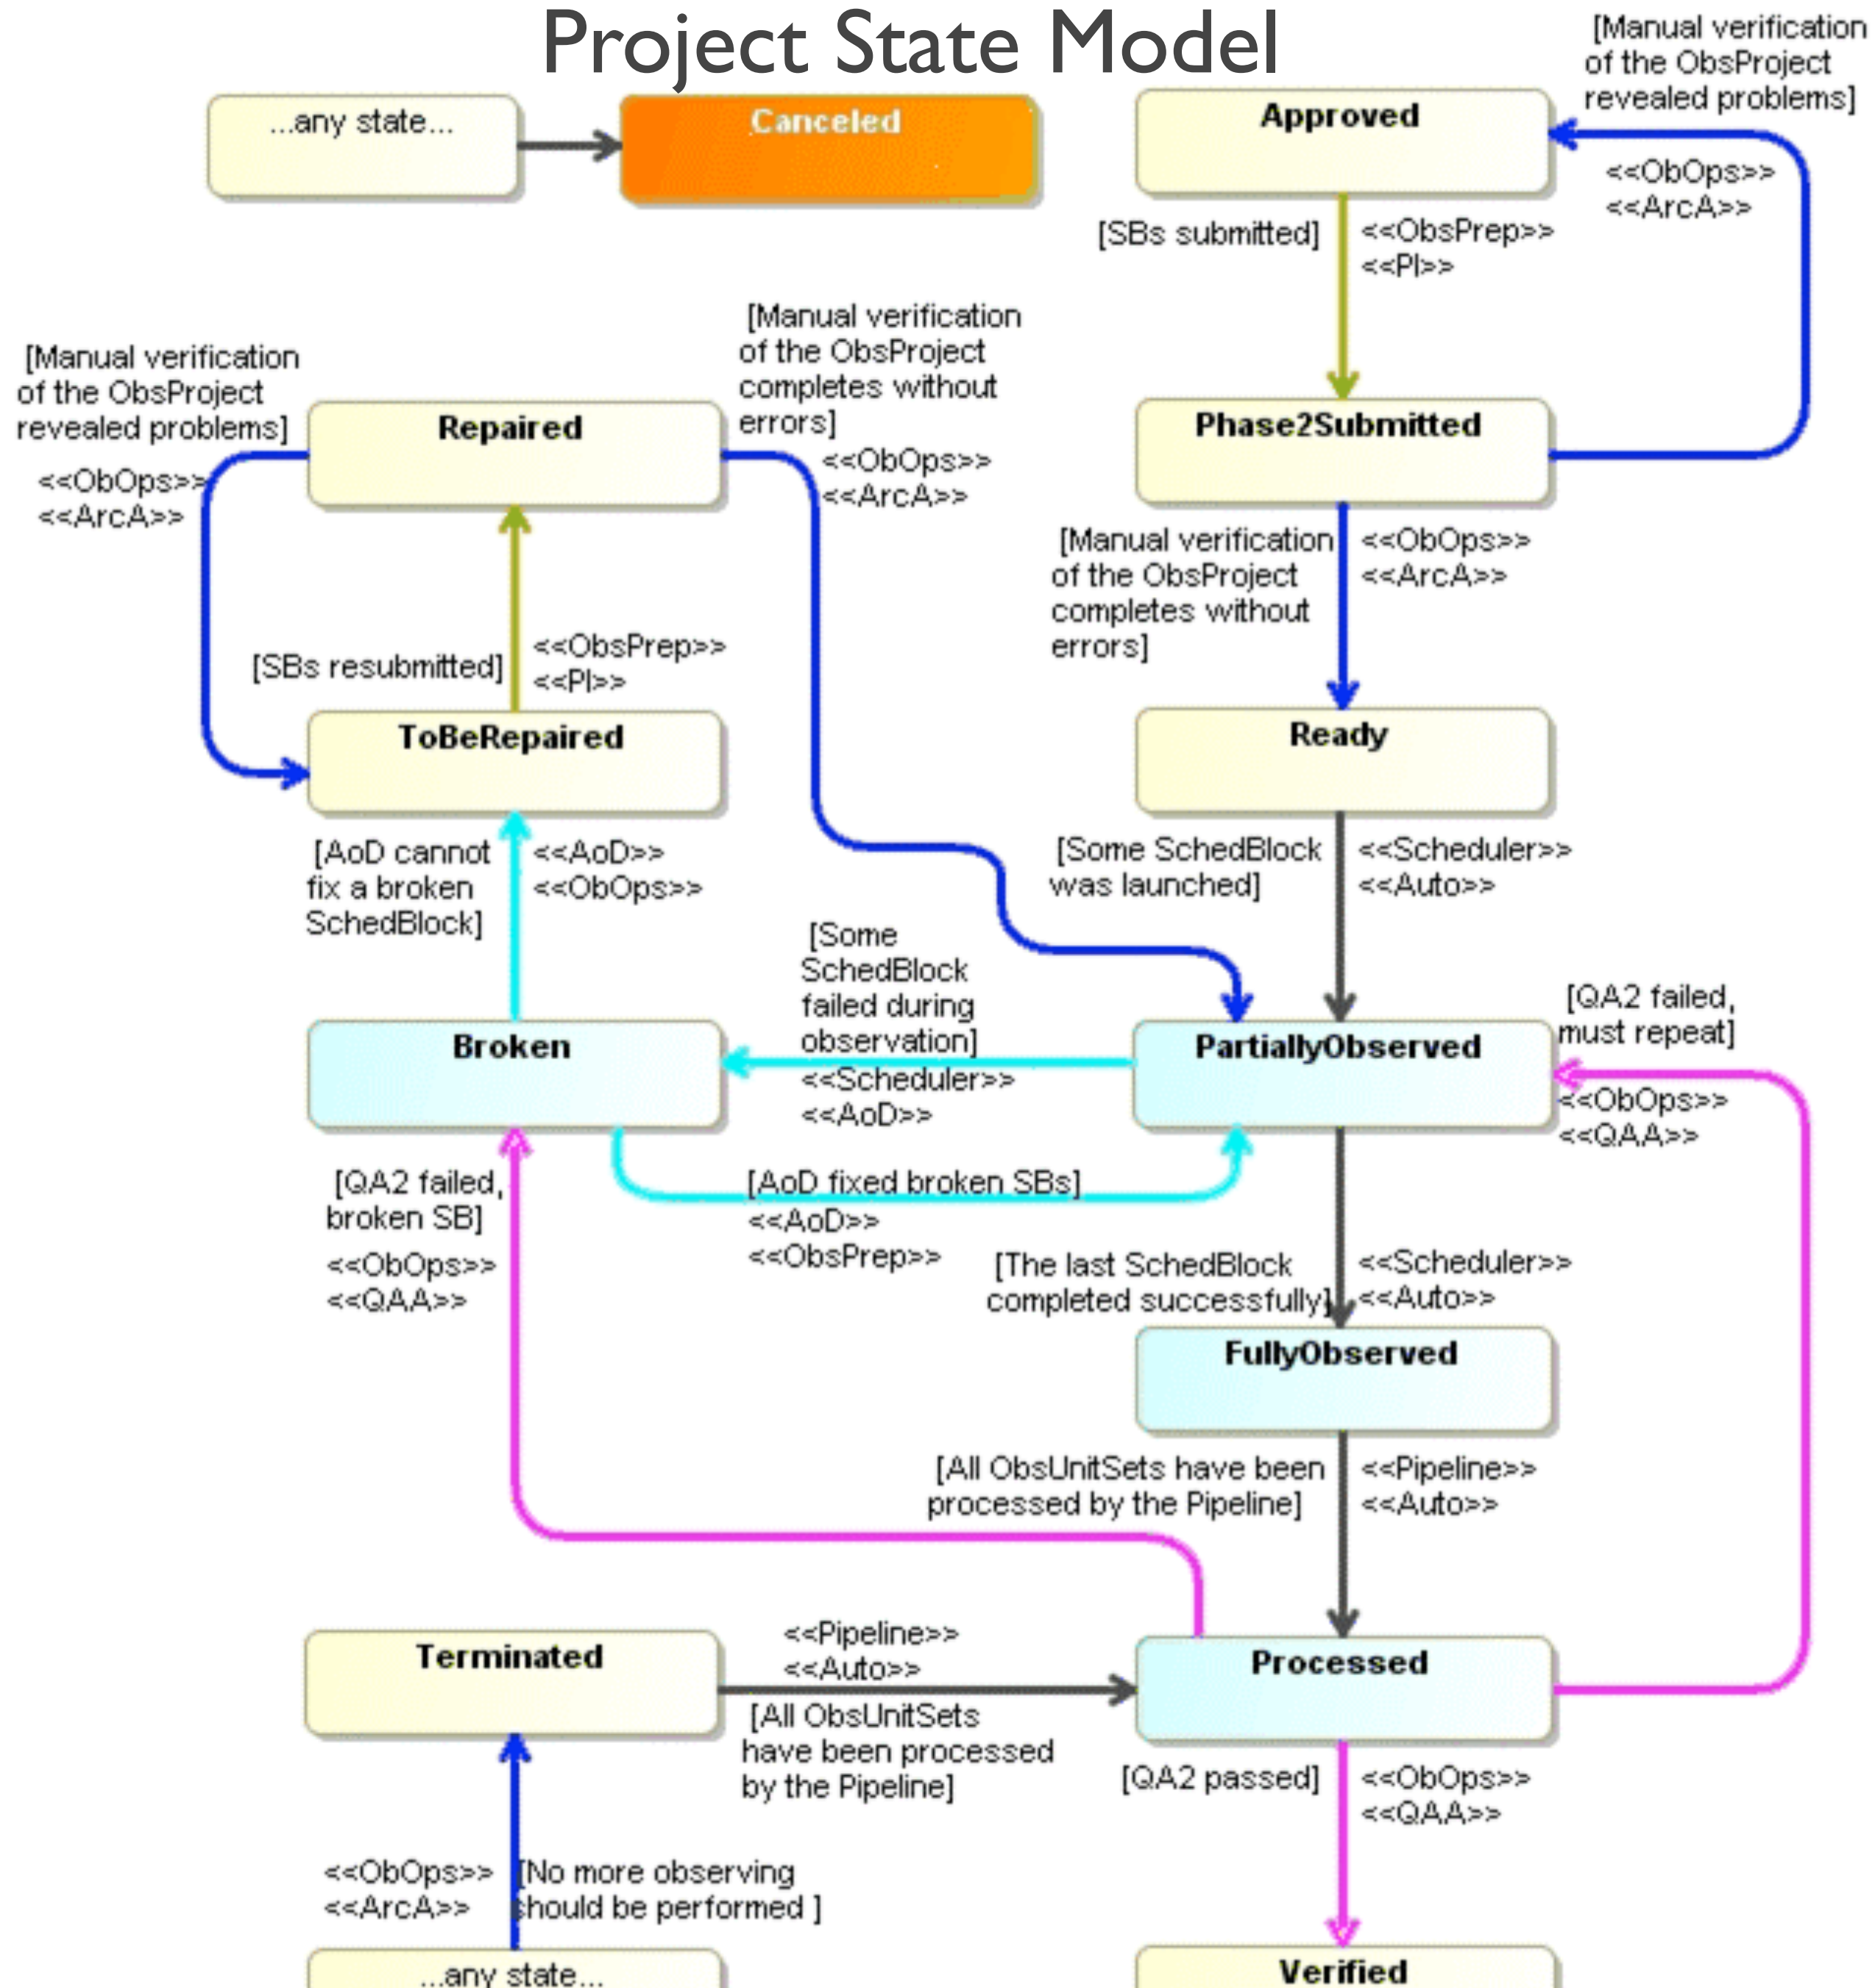 Project State Model
...any state...
Canceled
Approved
[Manual verification
of the ObsProject
revealed problems]
<<ObOps>>
<<ArcA>>
[SBs submitted]
<<ObsPrep>>
<<PI>>
[Manual verification
of the ObsProject
revealed problems]
<<ObOps>>
<<ArcA>>
Repaired
[Manual verification
of the ObsProject
completes without
errors]
<<ObOps>>
<<ArcA>>
Phase2Submitted
[Manual verification
of the ObsProject
completes without
errors]
<<ObOps>>
<<ArcA>>
[SBs resubmitted]
<<ObsPrep>>
<<PI>>
ToBeRepaired
Ready
[AoD cannot
fix a broken
SchedBlock]
<<AoD>>
<<ObOps>>
[Some SchedBlock
was launched]
<<Scheduler>>
<<Auto>>
[Some
SchedBlock
failed during
observation]
<<Scheduler>>
<<AoD>>
Broken
PartiallyObserved
[QA2 failed,
must repeat]
<<ObOps>>
<<QAA>>
[QA2 failed,
broken SB]
<<ObOps>>
<<QAA>>
[AoD fixed broken SBs]
<<AoD>>
<<ObsPrep>>
[The last SchedBlock
completed successfully]
<<Scheduler>>
<<Auto>>
FullyObserved
[All ObsUnitSets have been
processed by the Pipeline]
<<Pipeline>>
<<Auto>>
Terminated
<<Pipeline>>
<<Auto>>
[All ObsUnitSets
have been processed
by the Pipeline]
Processed
[QA2 passed]
<<ObOps>>
<<QAA>>
<<ObOps>>
<<ArcA>>
[No more observing
should be performed ]
...any state...
Verified